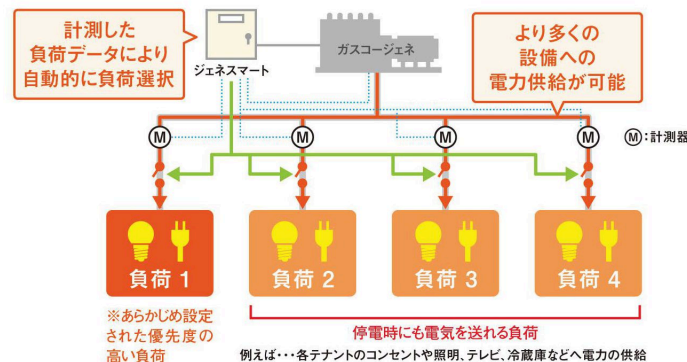 計測した
負荷データにより
自動的に負荷選択
ジェネスマート
ガスコージェネ
より多くの
設備への
電力供給が可能
M
M
M
M
M:計測器
負荷 1
負荷 2
負荷 3
負荷 4
※あらかじめ設定
された優先度の
高い負荷
停電時にも電気を送れる負荷
例えば・・・各テナントのコンセントや照明、テレビ、冷蔵庫などへ電力の供給